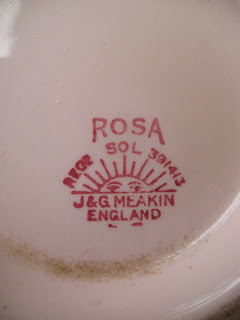 ROSA
SOL
REGD 391413
J&G. MEAKIN
ENGLAND